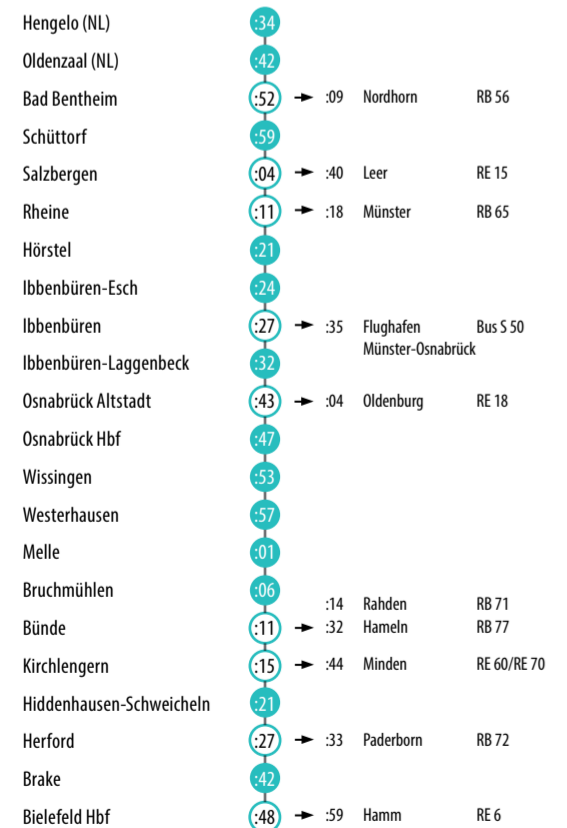 Hengelo (NL) :34
Oldenzaal (NL) :42
Bad Bentheim :52 → :09 Nordhorn RB 56
Schüttorf :59
Salzbergen :04 → :40 Leer RE 15
Rheine :11 → :18 Münster RB 65
Hörstel :21
Ibbenbüren-Esch :24
Ibbenbüren :27 → :35 Flughafen Bus S 50
Münster-Osnabrück
Ibbenbüren-Laggenbeck :32
Osnabrück Altstadt :43 → :04 Oldenburg RE 18
Osnabrück Hbf :47
Wissingen :53
Westerhausen :57
Melle :01
Bruchmühlen :06
:14 Rahden RB 71
Bünde :11 → :32 Hameln RB 77
Kirchlengern :15 → :44 Minden RE 60/RE 70
Hiddenhausen-Schweicheln :21
Herford :27 → :33 Paderborn RB 72
Brake :42
Bielefeld Hbf :48 → :59 Hamm RE 6